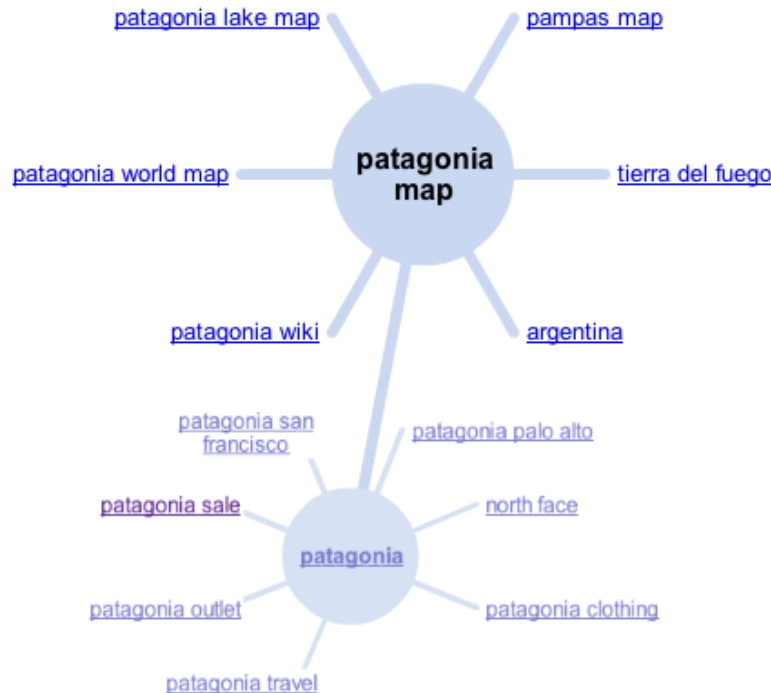 patagonia lake map
pampas map
patagonia
map
patagonia world map
tierra del fuego
patagonia wiki
argentina
patagonia san
francisco
patagonia palo alto
patagonia sale
north face
patagonia
patagonia outlet
patagonia clothing
patagonia travel